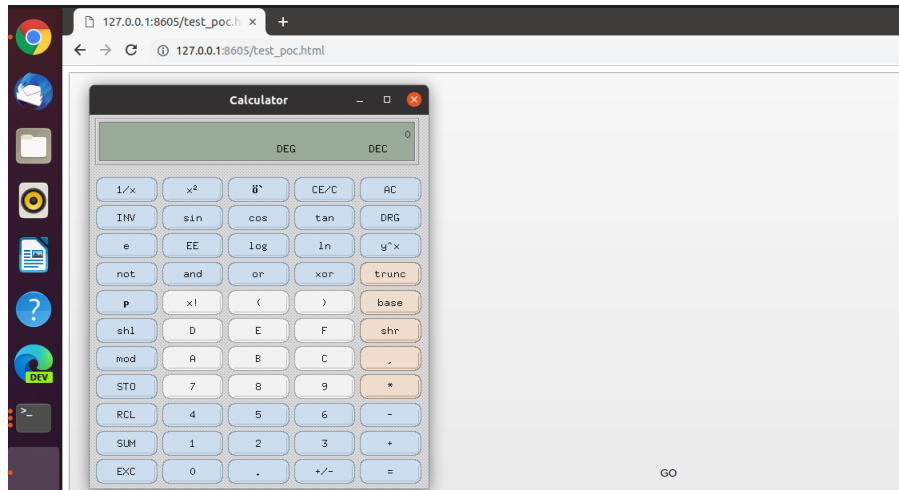 127.0.0.1:8605/test_poc.h
127.0.0.1:8605/test_poc.html
Calculator
0
DEG DEC
1/x x² ö` CE/C AC
INV sin cos tan DRG
e EE log ln y^x
not and or xor trunc
p x! ( ) base
shl D E F shr
mod A B C ,
STO 7 8 9 *
RCL 4 5 6 -
SUM 1 2 3 +
EXC 0 . +/- =
GO
?
DEV
>_